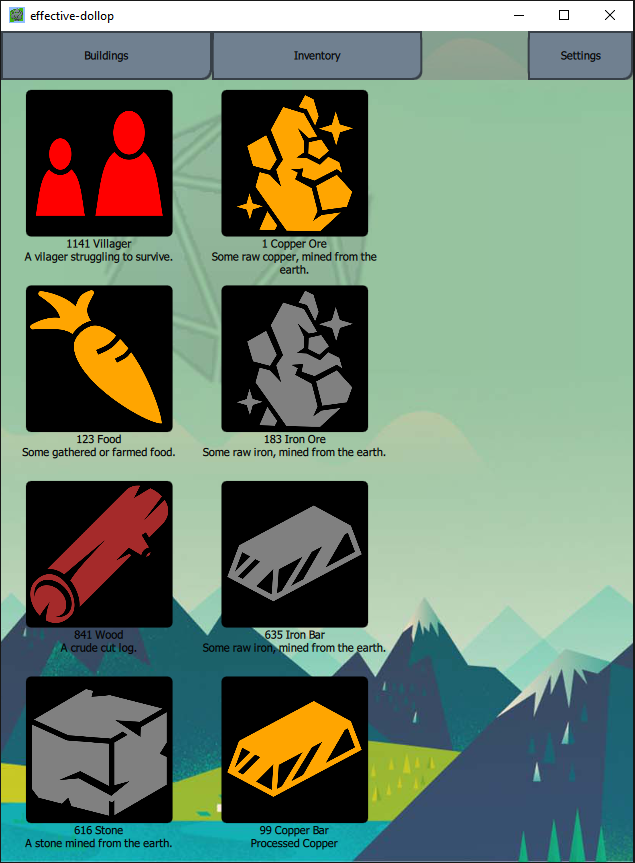 effective-dollop
Buildings
Inventory
Settings
1141 Villager
A vilager struggling to survive.
1 Copper Ore
Some raw copper, mined from the
earth.
123 Food
Some gathered or farmed food.
183 Iron Ore
Some raw iron, mined from the earth.
841 Wood
A crude cut log.
635 Iron Bar
Some raw iron, mined from the earth.
616 Stone
A stone mined from the earth.
99 Copper Bar
Processed Copper